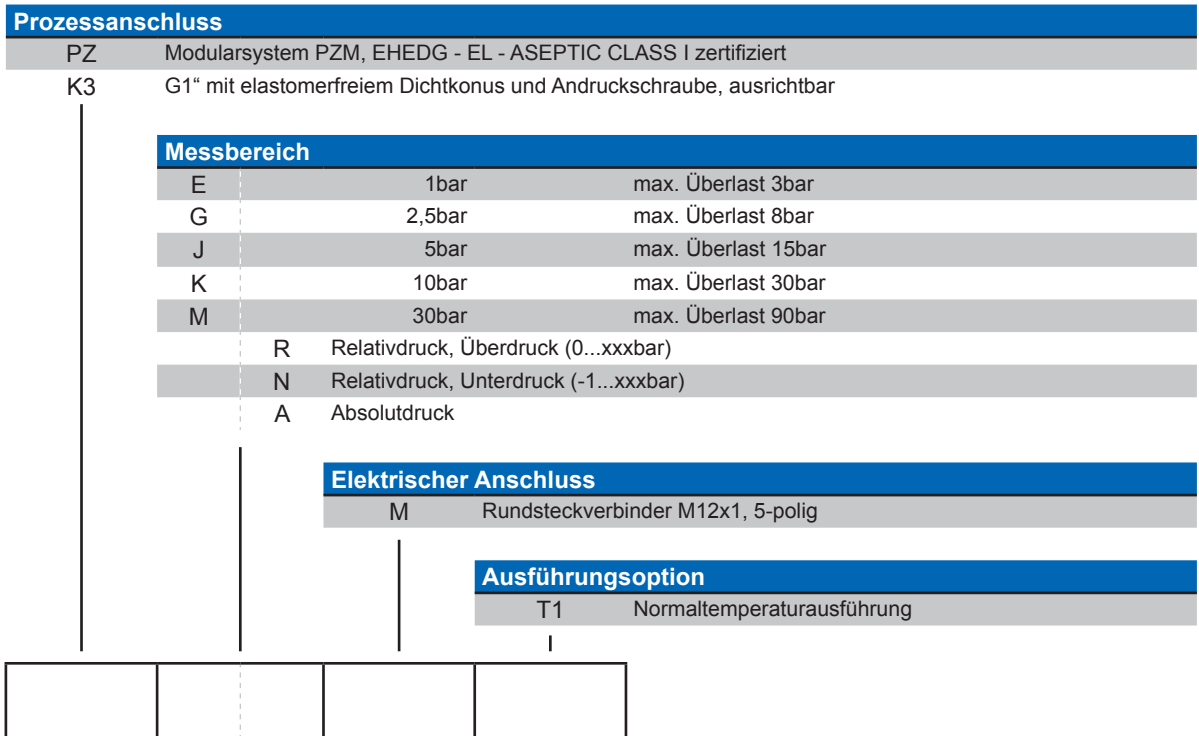 Prozessanschluss
PZ Modularsystem PZM, EHEDG - EL - ASEPTIC CLASS I zertifiziert
K3 G1“ mit elastomerfreiem Dichtkonus und Andruckschraube, ausrichtbar
Messbereich
E 1bar max. Überlast 3bar
G 2,5bar max. Überlast 8bar
J 5bar max. Überlast 15bar
K 10bar max. Überlast 30bar
M 30bar max. Überlast 90bar
R Relativdruck, Überdruck (0...xxxbar)
N Relativdruck, Unterdruck (-1...xxxbar)
A Absolutdruck
Elektrischer Anschluss
M Rundsteckverbinder M12x1, 5-polig
Ausführungsoption
T1 Normaltemperaturausführung